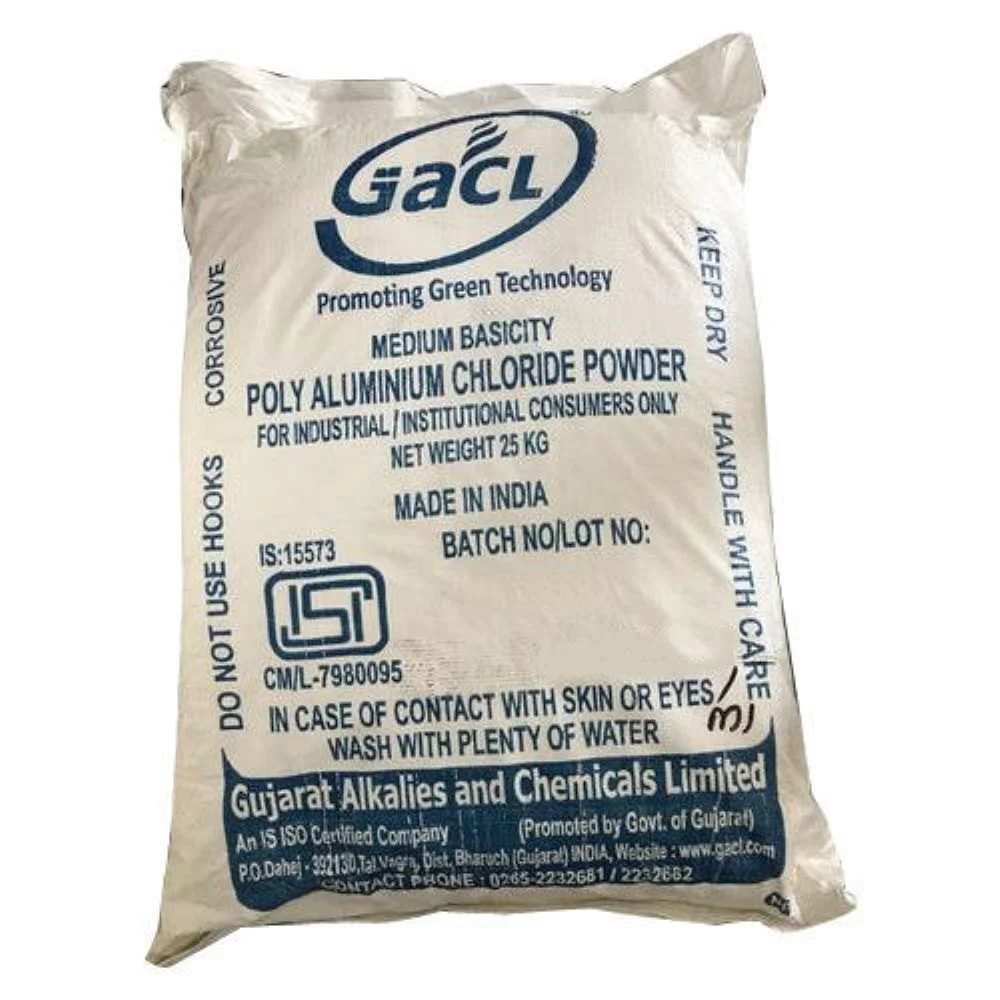 GACL
Promoting Green Technology
MEDIUM BASICITY
POLY ALUMINIUM CHLORIDE POWDER
FOR INDUSTRIAL / INSTITUTIONAL CONSUMERS ONLY
NET WEIGHT 25 KG
MADE IN INDIA
BATCH NO/LOT NO:
IS:15573
ISI
CM/L-7980095
IN CASE OF CONTACT WITH SKIN OR EYES
WASH WITH PLENTY OF WATER
DO NOT USE HOOKS CORROSIVE
KEEP DRY HANDLE WITH CARE
Gujarat Alkalies and Chemicals Limited
An IS ISO Certified Company (Promoted by Govt. of Gujarat)
P.O.Dahej - 392130, Tal.Vagra, Dist. Bharuch (Gujarat) INDIA, Website : www.gacl.com
CONTACT PHONE : 0265-2232681 / 2232682